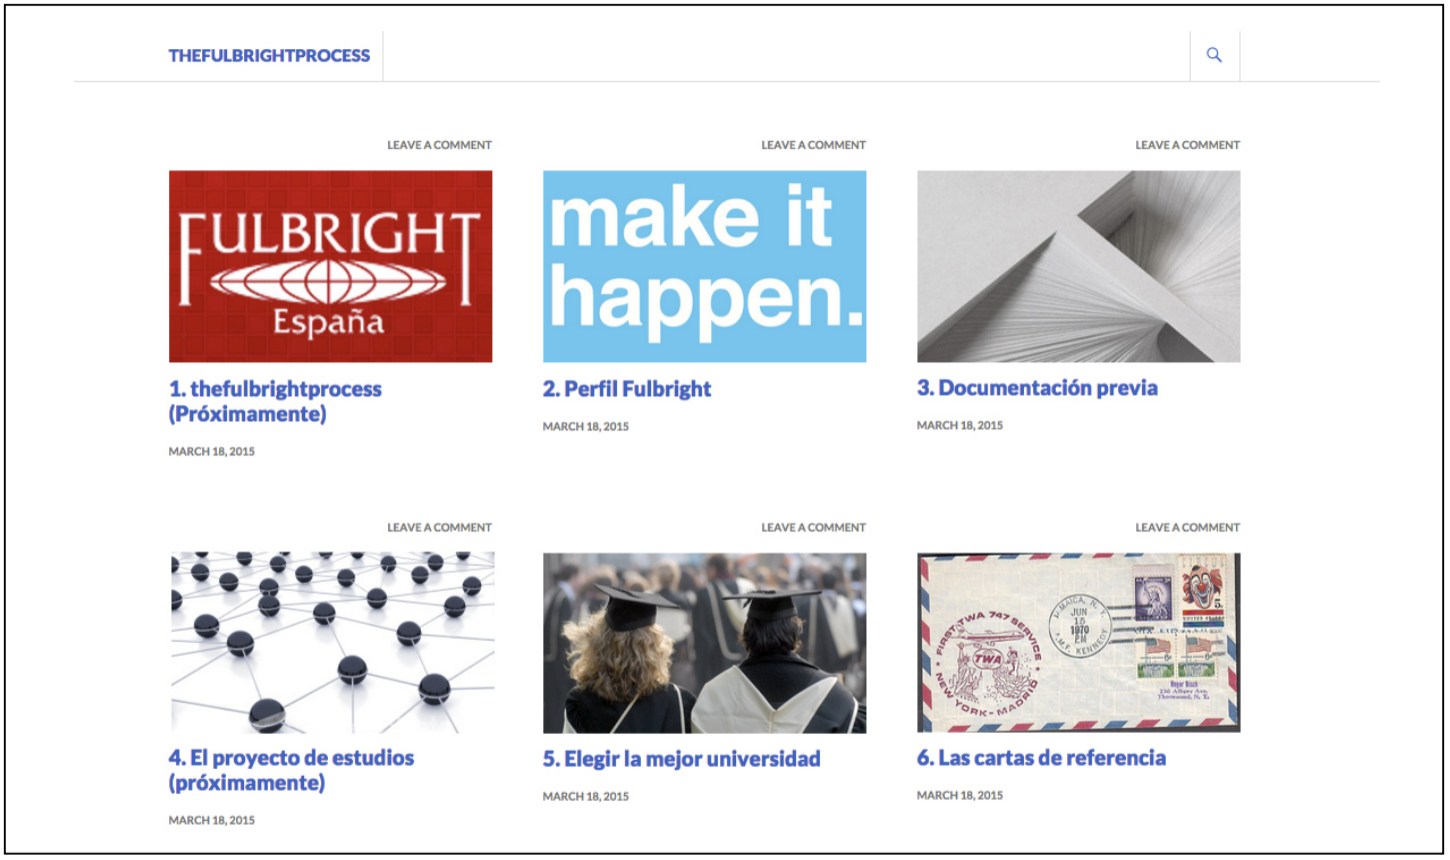 THEFULBRIGHTPROCESS
LEAVE A COMMENT
LEAVE A COMMENT
LEAVE A COMMENT
FULBRIGHT
España
make it
happen.
1. thefulbrightprocess
(Próximamente)
MARCH 18, 2015
2. Perfil Fulbright
MARCH 18, 2015
3. Documentación previa
MARCH 18, 2015
LEAVE A COMMENT
LEAVE A COMMENT
LEAVE A COMMENT
FIRST TWA 747 SERVICE
TWA
NEW YORK - MADRID
JAMAICA, N.Y.
JUN
15
1970
PM
J.F. KENNEDY
5c
4. El proyecto de estudios
(próximamente)
MARCH 18, 2015
5. Elegir la mejor universidad
MARCH 18, 2015
6. Las cartas de referencia
MARCH 18, 2015